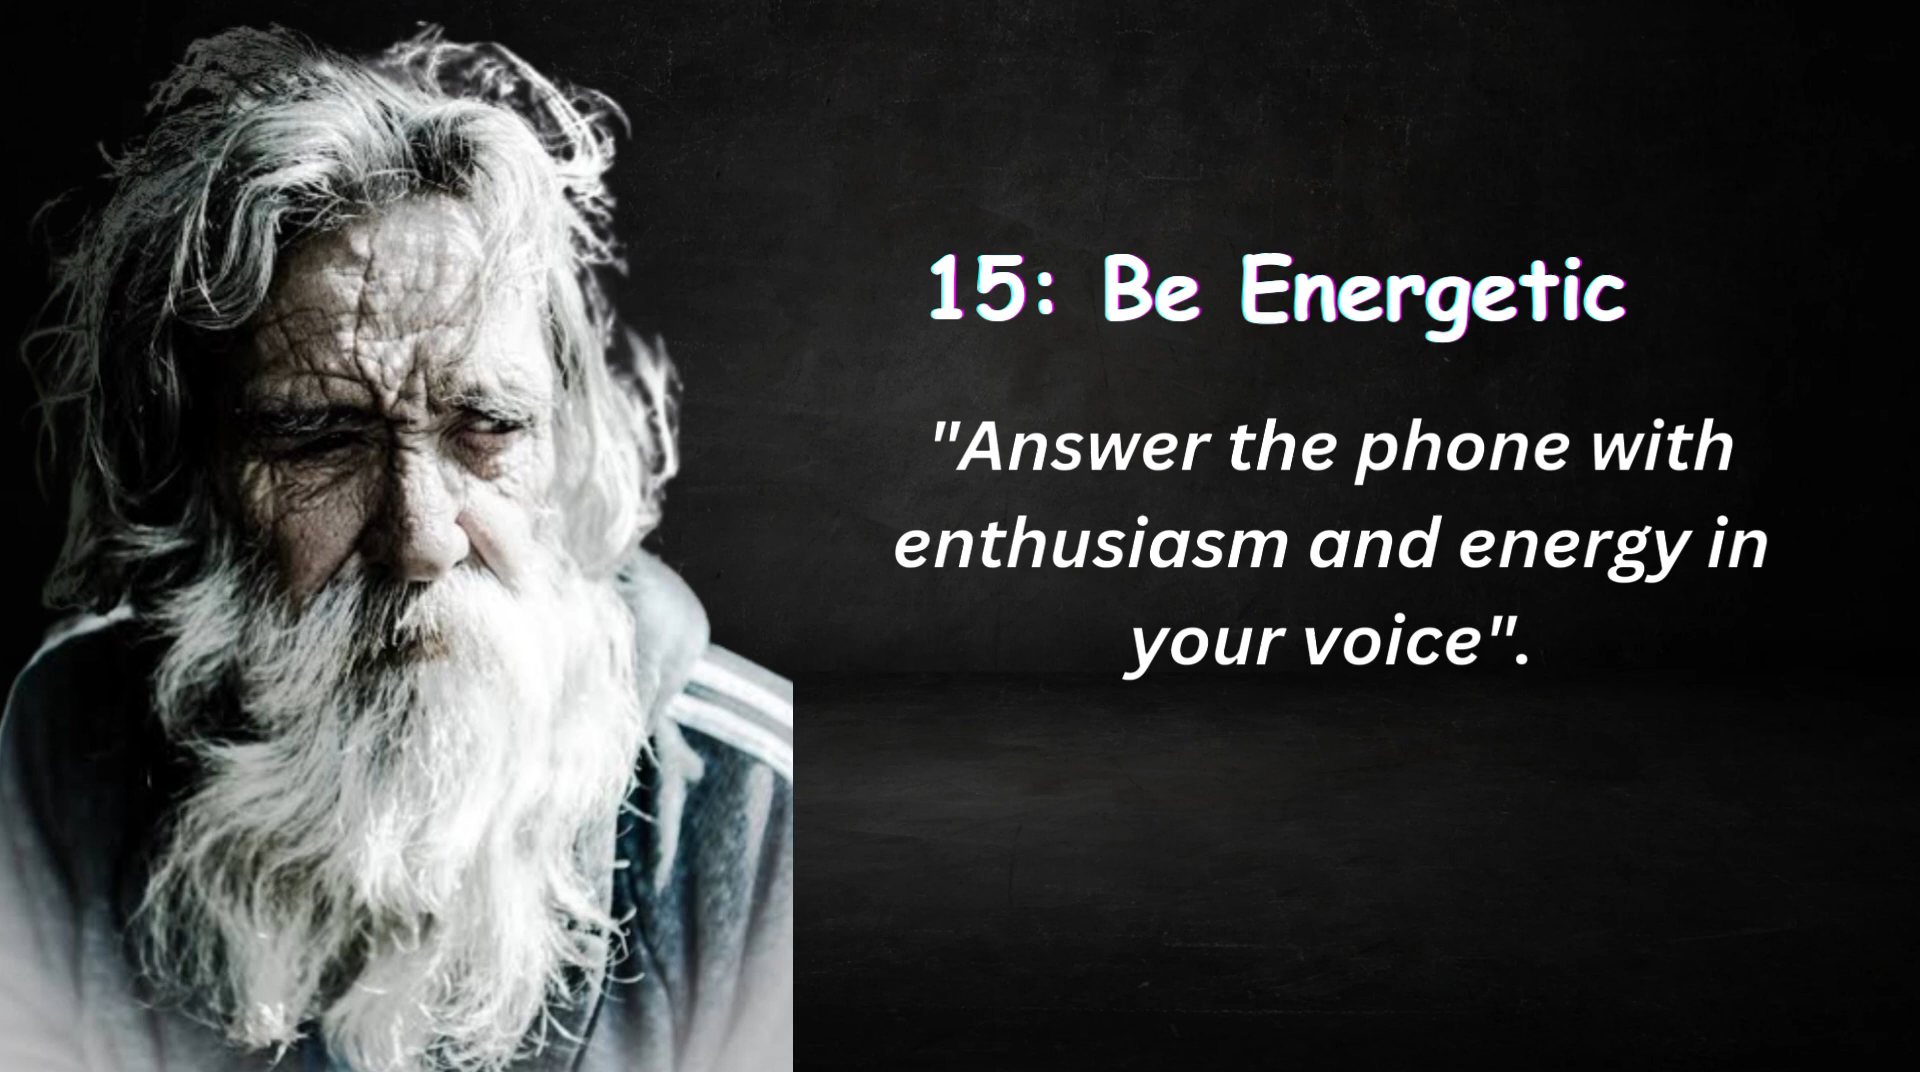 15: Be Energetic
"Answer the phone with
enthusiasm and energy in
your voice".